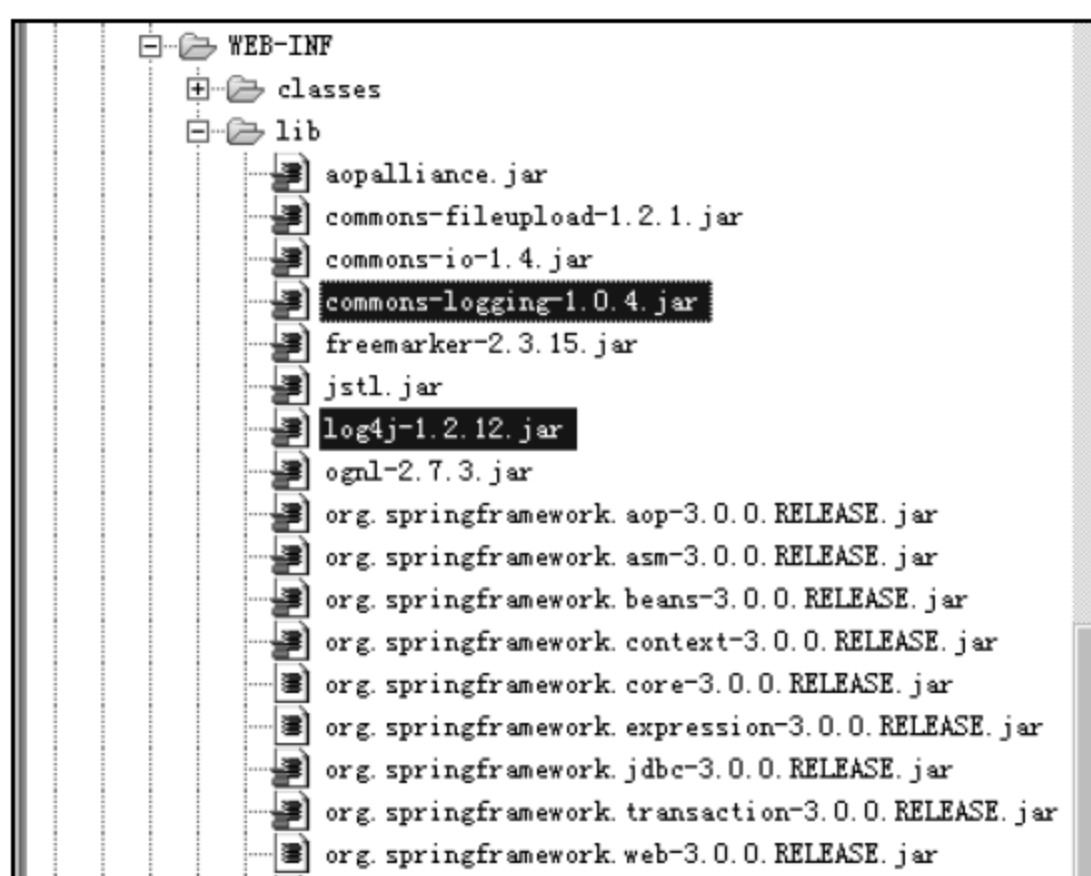 WEB-INF
classes
lib
aopalliance.jar
commons-fileupload-1.2.1.jar
commons-io-1.4.jar
commons-logging-1.0.4.jar
freemarker-2.3.15.jar
jstl.jar
log4j-1.2.12.jar
ognl-2.7.3.jar
org.springframework.aop-3.0.0.RELEASE.jar
org.springframework.asm-3.0.0.RELEASE.jar
org.springframework.beans-3.0.0.RELEASE.jar
org.springframework.context-3.0.0.RELEASE.jar
org.springframework.core-3.0.0.RELEASE.jar
org.springframework.expression-3.0.0.RELEASE.jar
org.springframework.jdbc-3.0.0.RELEASE.jar
org.springframework.transaction-3.0.0.RELEASE.jar
org.springframework.web-3.0.0.RELEASE.jar